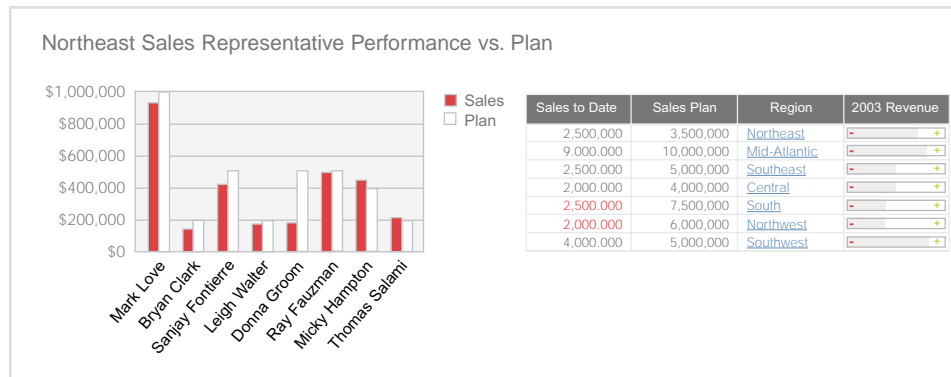 Northeast Sales Representative Performance vs. Plan
$1,000,000
$800,000
$600,000
$400,000
$200,000
$0
Mark Love
Bryan Clark
Sanjay Fontierre
Leigh Walter
Donna Groom
Ray Fauzman
Micky Hampton
Thomas Salami
Sales
Plan
Sales to Date Sales Plan Region 2003 Revenue
2,500.000 3,500,000 Northeast - +
9.000.000 10,000,000 Mid-Atlantic - +
2,500.000 5,000,000 Southeast - +
2,000.000 4,000,000 Central - +
2,500.000 7,500,000 South - +
2,000.000 6,000,000 Northwest - +
4,000.000 5,000,000 Southwest - +